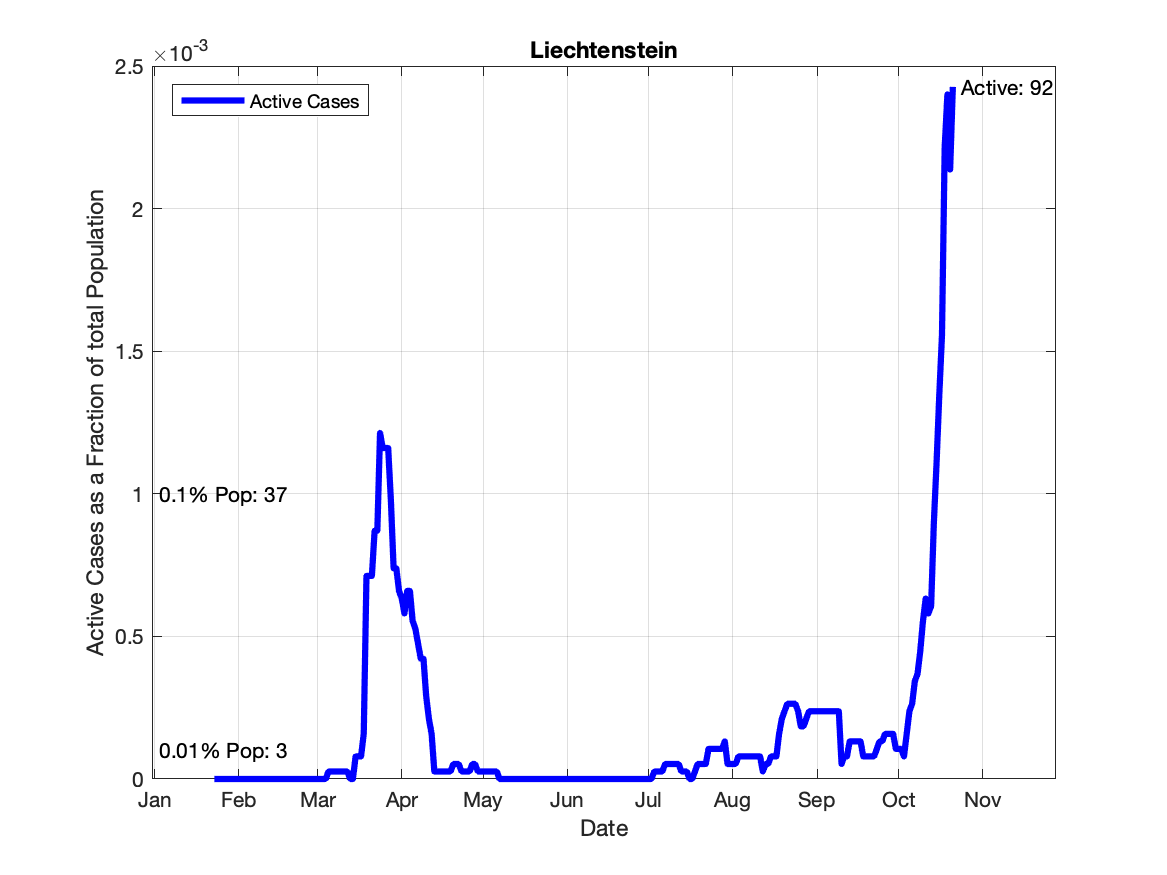 Liechtenstein
×10-3
2.5
2
1.5
1
0.5
0
Active Cases
Active: 92
0.1% Pop: 37
0.01% Pop: 3
Active Cases as a Fraction of total Population
Jan Feb Mar Apr May Jun Jul Aug Sep Oct Nov
Date